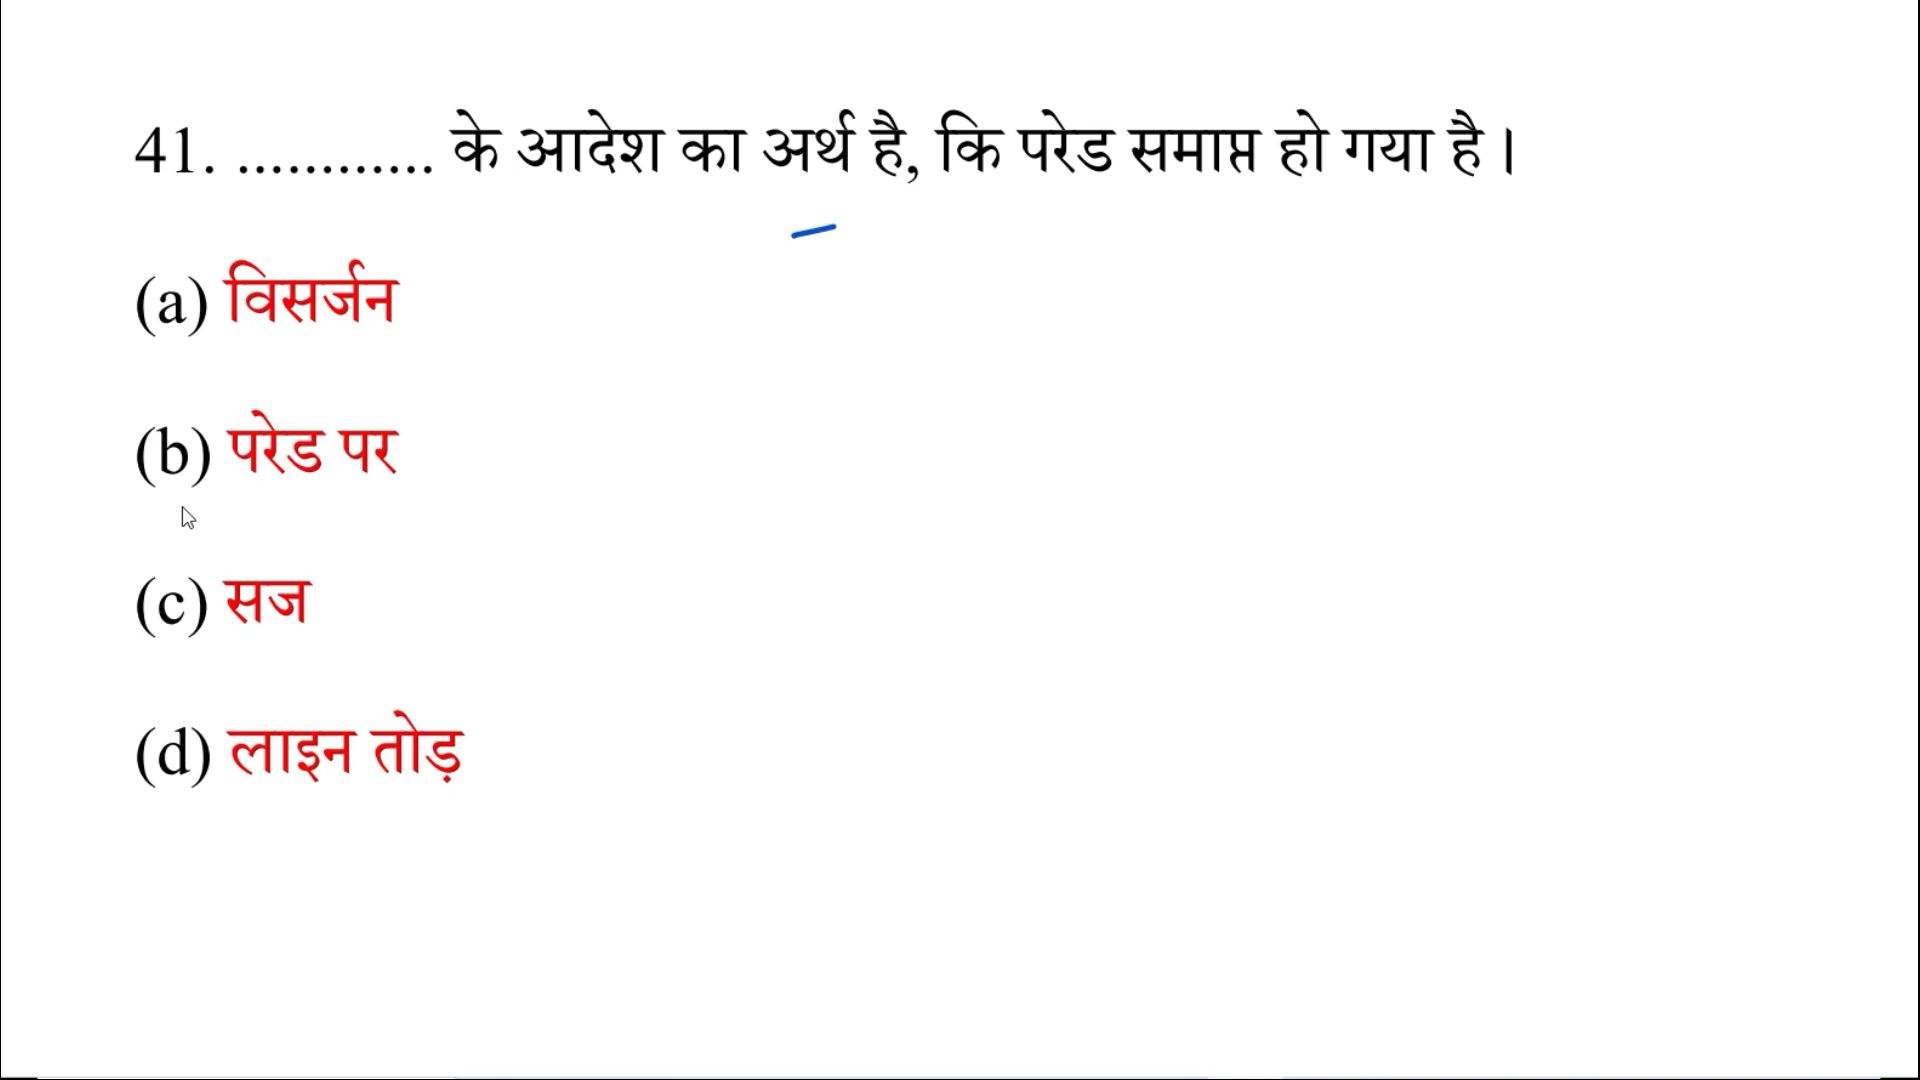 41. ............ के आदेश का अर्थ है, कि परेड समाप्त हो गया है।
(a) विसर्जन
(b) परेड पर
(c) सज
(d) लाइन तोड़